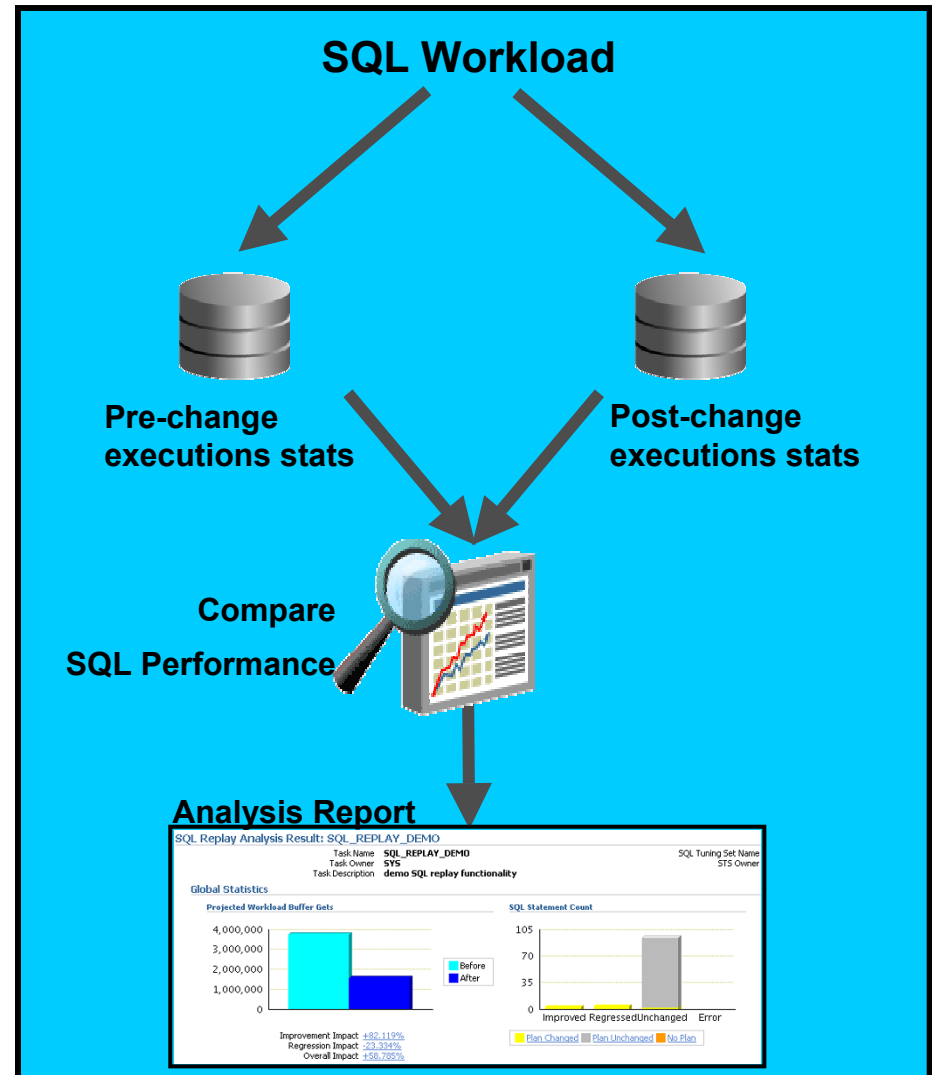 SQL Workload
Pre-change
executions stats
Post-change
executions stats
Compare
SQL Performance
Analysis Report
SQL Replay Analysis Result: SQL_REPLAY_DEMO
Task Name SQL_REPLAY_DEMO
SQL Tuning Set Name
Task Owner SYS
STS Owner
Task Description demo SQL replay functionality
Global Statistics
Projected Workload Buffer Gets
4,000,000
3,000,000
2,000,000
1,000,000
0
Before
After
Improvement Impact +82.119%
Regression Impact -23.334%
Overall Impact +58.785%
SQL Statement Count
105
70
35
0
Improved Regressed Unchanged Error
Plan Changed Plan Unchanged No Plan